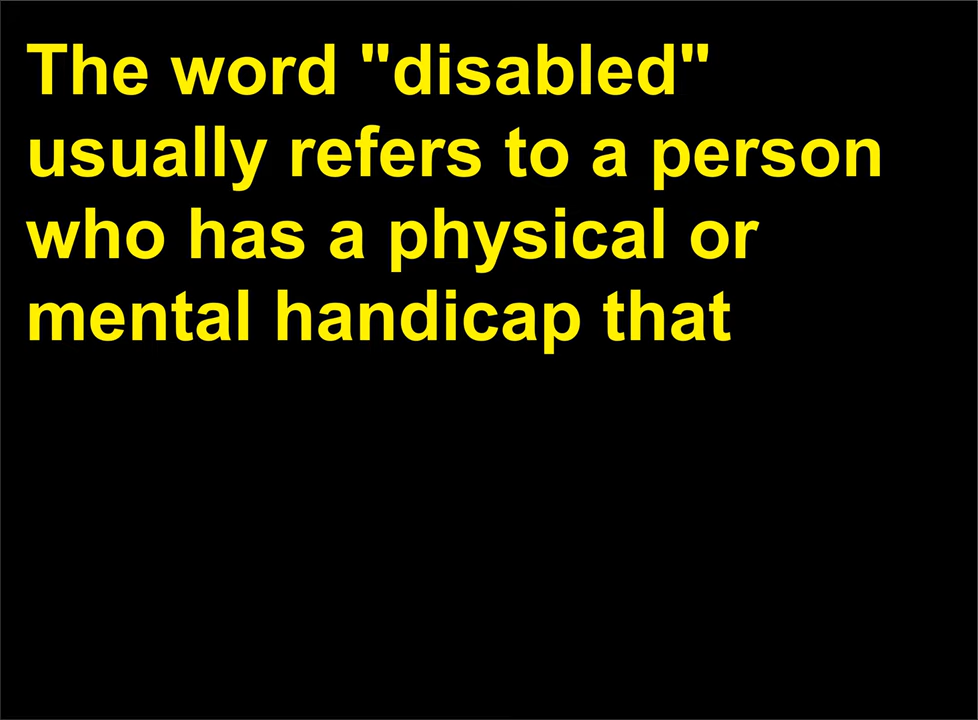 The word "disabled"
usually refers to a person
who has a physical or
mental handicap that